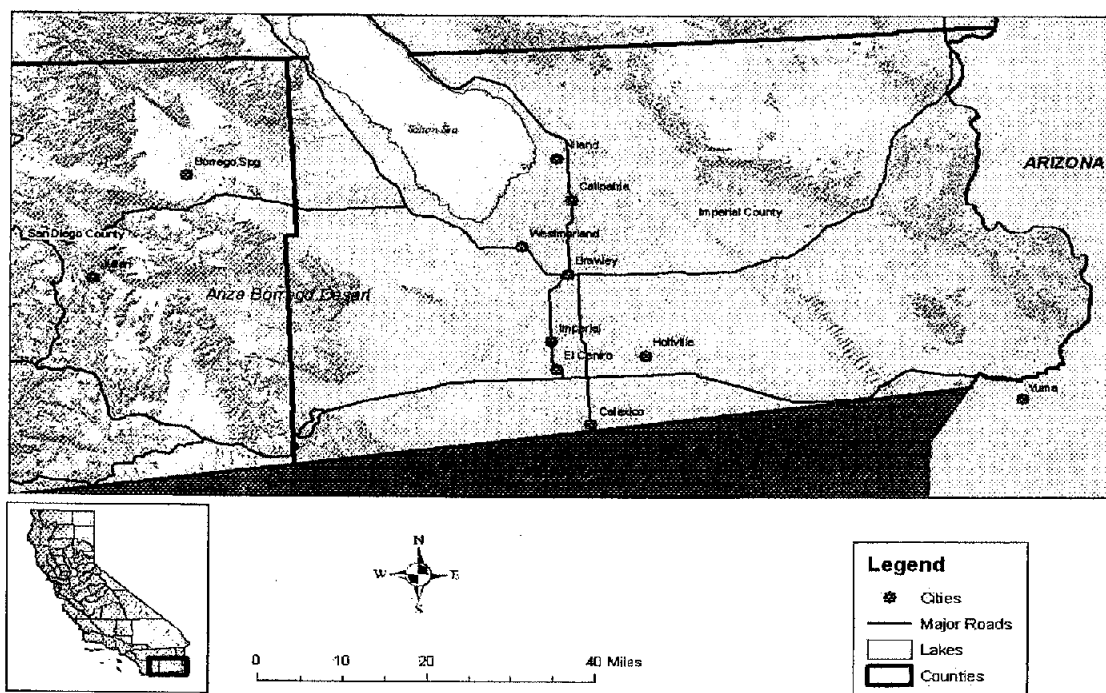 Salton Sea
Niland
Borrego Spg
ARIZONA
Calipatria
Imperial County
San Diego County
Westmorland
Brawley
Anza Borrego Desert
Imperial
Holtville
El Centro
Yuma
Calexico
N
W E
S
Legend
Cities
Major Roads
Lakes
Counties
0 10 20 40 Miles